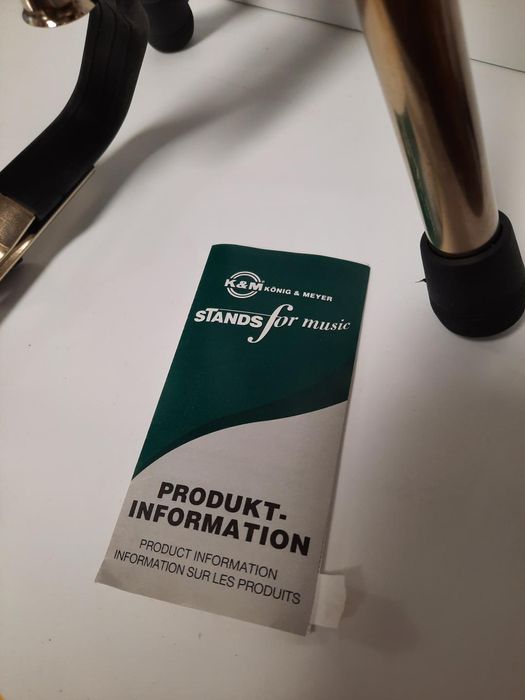 K&M KÖNIG & MEYER
STANDS for music
PRODUKT-
INFORMATION
PRODUCT INFORMATION
INFORMATION SUR LES PRODUITS